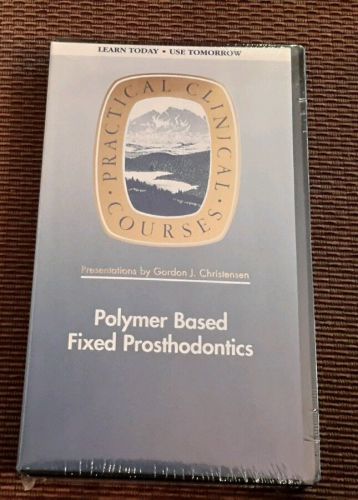 LEARN TODAY • USE TOMORROW
• PRACTICAL CLINICAL •
COURSES
Presentations by Gordon J. Christensen
Polymer Based
Fixed Prosthodontics